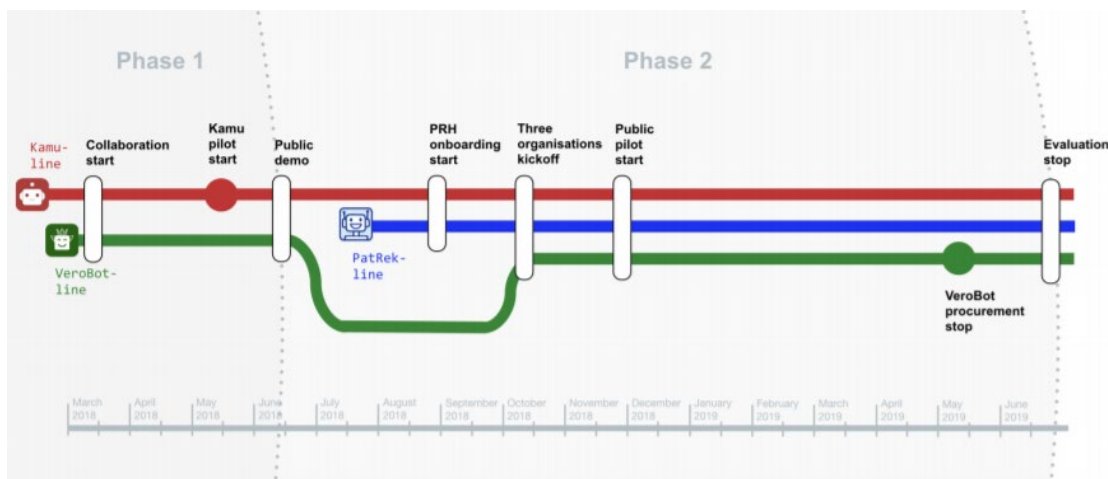 Phase 1
Phase 2
Kamu-
line
Collaboration
start
Kamu
pilot
start
Public
demo
PRH
onboarding
start
Three
organisations
kickoff
Public
pilot
start
Evaluation
stop
VeroBot-
line
PatRek-
line
VeroBot
procurement
stop
March
2018
April
2018
May
2018
June
2018
July
2018
August
2018
September
2018
October
2018
November
2018
December
2018
January
2019
February
2019
March
2019
April
2019
May
2019
June
2019